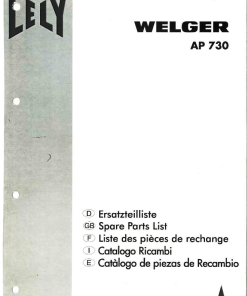 LELY
WELGER
AP 730
D Ersatzteilliste
GB Spare Parts List
F Liste des pièces de rechange
I Catalogo Ricambi
E Catàlogo de piezas de Recambio